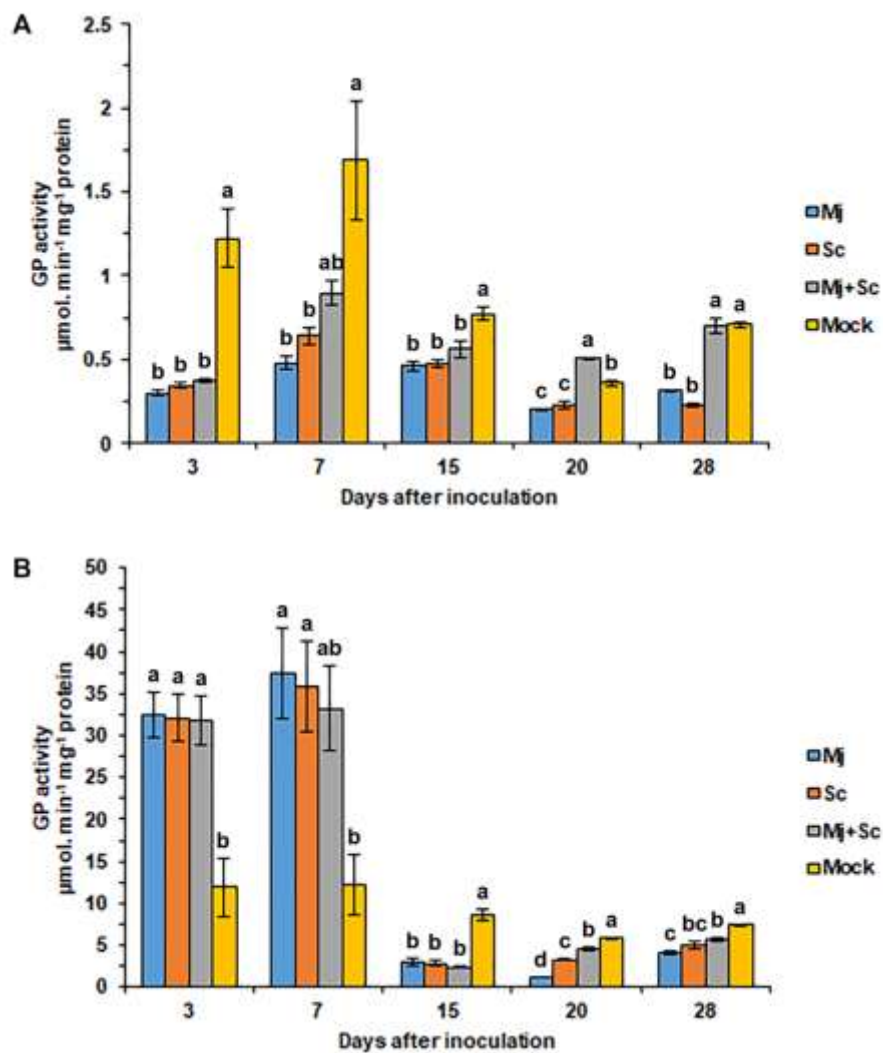 A
2.5
2
1.5
1
0.5
0
GP activity
µmol. min-1 mg-1 protein
b b b a
b b ab a
b b b a
c c a b
b b a a
3 7 15 20 28
Days after inoculation
Mj
Sc
Mj+Sc
Mock
B
50
45
40
35
30
25
20
15
10
5
0
GP activity
µmol. min-1 mg-1 protein
a a a b
a a ab b
b b b a
d c b a
c bc b a
3 7 15 20 28
Days after inoculation
Mj
Sc
Mj+Sc
Mock